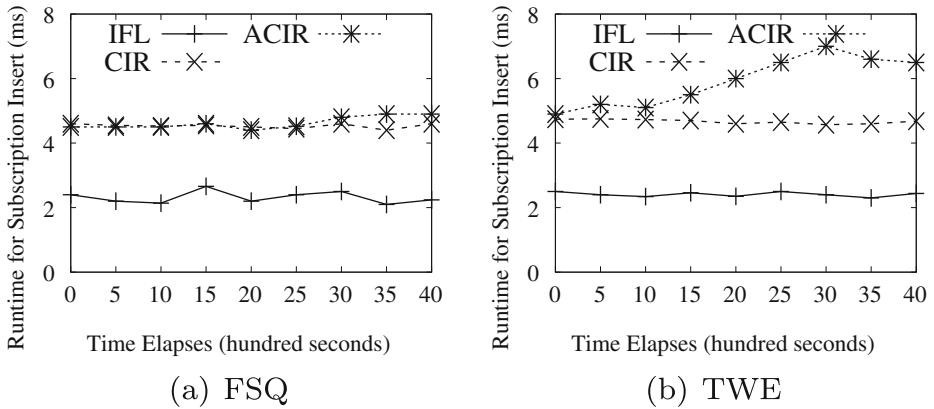 Runtime for Subscription Insert (ms)
8
6
4
2
0
IFL
ACIR
CIR
0 5 10 15 20 25 30 35 40
Time Elapses (hundred seconds)
(a) FSQ
Runtime for Subscription Insert (ms)
8
6
4
2
0
IFL
ACIR
CIR
0 5 10 15 20 25 30 35 40
Time Elapses (hundred seconds)
(b) TWE